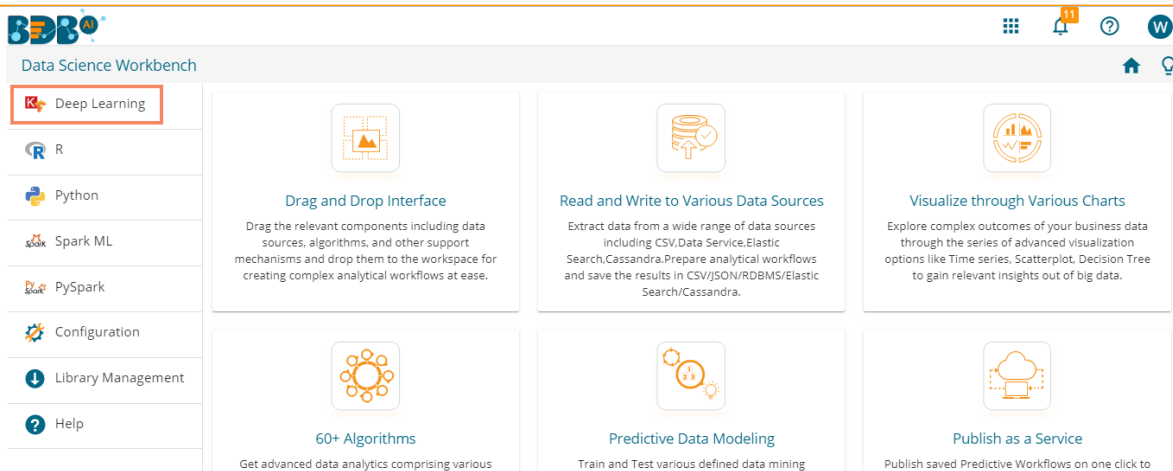 BDB AI
11
W
Data Science Workbench
K Deep Learning
R R
Python
Spark Spark ML
Py Spark PySpark
Configuration
Library Management
Help
Drag and Drop Interface
Drag the relevant components including data
sources, algorithms, and other support
mechanisms and drop them to the workspace for
creating complex analytical workflows at ease.
Read and Write to Various Data Sources
Extract data from a wide range of data sources
including CSV,Data Service,Elastic
Search,Cassandra.Prepare analytical workflows
and save the results in CSV/JSON/RDBMS/Elastic
Search/Cassandra.
Visualize through Various Charts
Explore complex outcomes of your business data
through the series of advanced visualization
options like Time series, Scatterplot, Decision Tree
to gain relevant insights out of big data.
60+ Algorithms
Get advanced data analytics comprising various
Predictive Data Modeling
Train and Test various defined data mining
Publish as a Service
Publish saved Predictive Workflows on one click to